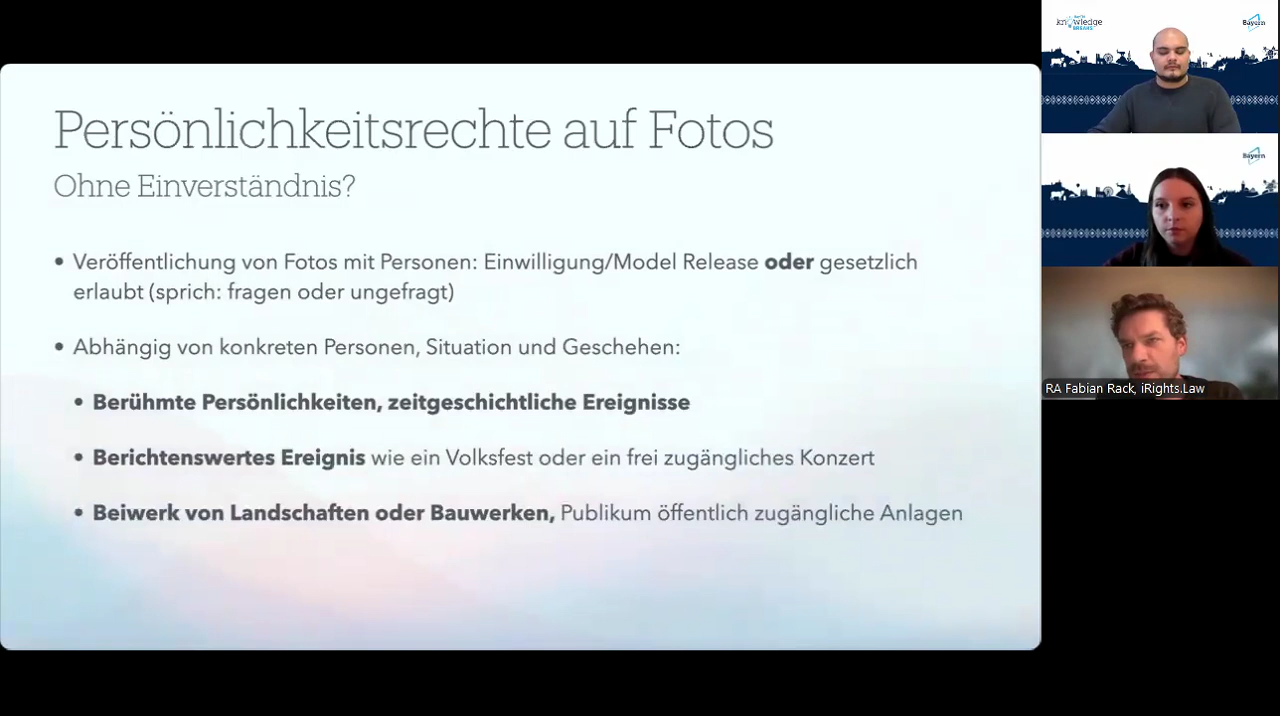 Persönlichkeitsrechte auf Fotos
Ohne Einverständnis?
• Veröffentlichung von Fotos mit Personen: Einwilligung/Model Release oder gesetzlich
erlaubt (sprich: fragen oder ungefragt)
• Abhängig von konkreten Personen, Situation und Geschehen:
• Berühmte Persönlichkeiten, zeitgeschichtliche Ereignisse
• Berichtenswertes Ereignis wie ein Volksfest oder ein frei zugängliches Konzert
• Beiwerk von Landschaften oder Bauwerken, Publikum öffentlich zugängliche Anlagen
knowledge
Bayern
Bayern
RA Fabian Rack, iRights.Law